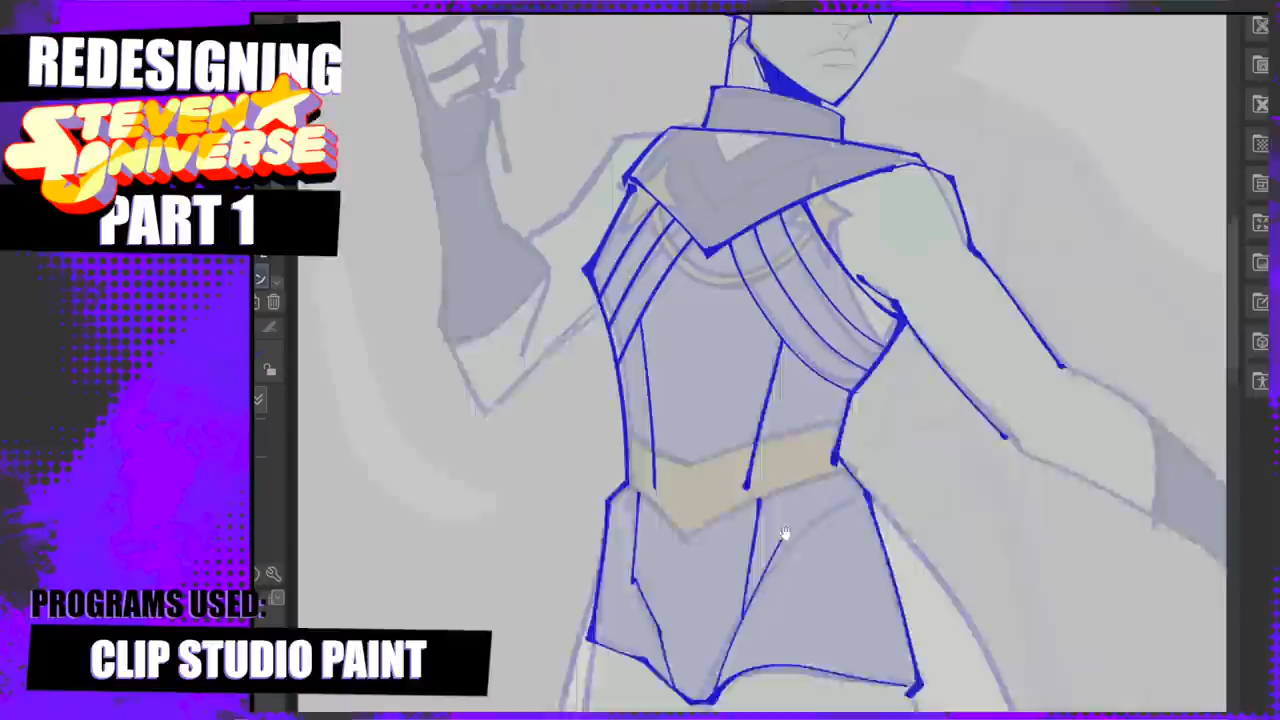 REDESIGNING
STEVEN
UNIVERSE
PART 1
PROGRAMS USED:
CLIP STUDIO PAINT